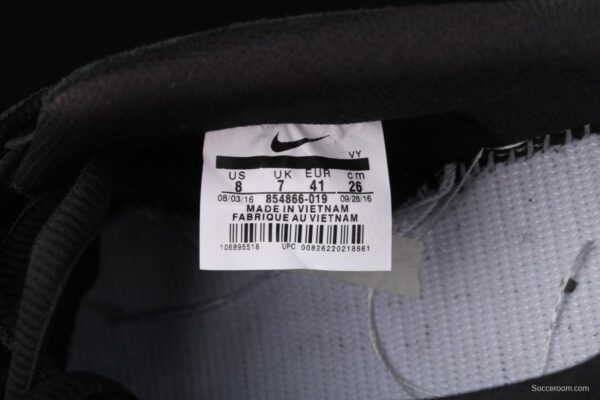 VY
US UK EUR cm
8 7 41 26
08/03/16 854866-019 09/28/16
MADE IN VIETNAM
FABRIQUE AU VIETNAM
106895518 UPC 00826220218861
Socceroom.com